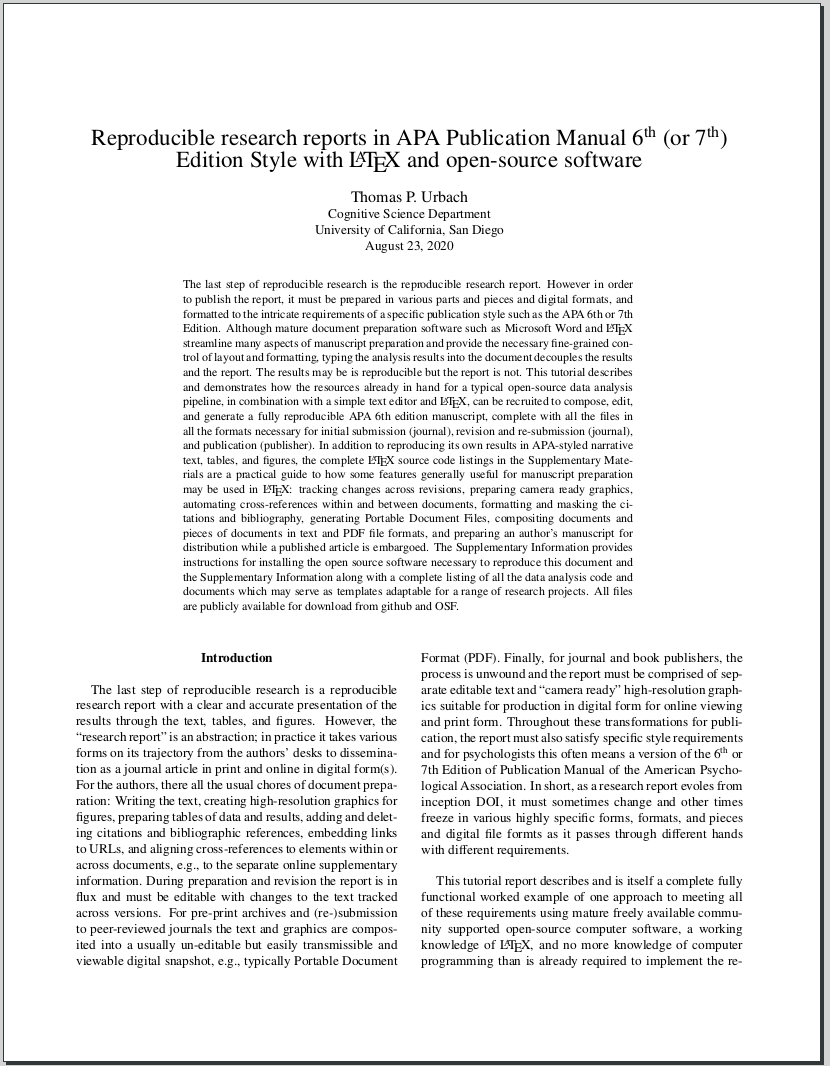 Reproducible research reports in APA Publication Manual 6th (or 7th)
Edition Style with LATEX and open-source software
Thomas P. Urbach
Cognitive Science Department
University of California, San Diego
August 23, 2020
The last step of reproducible research is the reproducible research report. However in order
to publish the report, it must be prepared in various parts and pieces and digital formats, and
formatted to the intricate requirements of a specific publication style such as the APA 6th or 7th
Edition. Although mature document preparation software such as Microsoft Word and LATEX
streamline many aspects of manuscript preparation and provide the necessary fine-grained con-
trol of layout and formatting, typing the analysis results into the document decouples the results
and the report. The results may be is reproducible but the report is not. This tutorial describes
and demonstrates how the resources already in hand for a typical open-source data analysis
pipeline, in combination with a simple text editor and LATEX, can be recruited to compose, edit,
and generate a fully reproducible APA 6th edition manuscript, complete with all the files in
all the formats necessary for initial submission (journal), revision and re-submission (journal),
and publication (publisher). In addition to reproducing its own results in APA-styled narrative
text, tables, and figures, the complete LATEX source code listings in the Supplementary Mate-
rials are a practical guide to how some features generally useful for manuscript preparation
may be used in LATEX: tracking changes across revisions, preparing camera ready graphics,
automating cross-references within and between documents, formatting and masking the ci-
tations and bibliography, generating Portable Document Files, compositing documents and
pieces of documents in text and PDF file formats, and preparing an author's manuscript for
distribution while a published article is embargoed. The Supplementary Information provides
instructions for installing the open source software necessary to reproduce this document and
the Supplementary Information along with a complete listing of all the data analysis code and
documents which may serve as templates adaptable for a range of research projects. All files
are publicly available for download from github and OSF.
Introduction
The last step of reproducible research is a reproducible
research report with a clear and accurate presentation of the
results through the text, tables, and figures. However, the
“research report” is an abstraction; in practice it takes various
forms on its trajectory from the authors' desks to dissemina-
tion as a journal article in print and online in digital form(s).
For the authors, there all the usual chores of document prepa-
ration: Writing the text, creating high-resolution graphics for
figures, preparing tables of data and results, adding and delet-
ing citations and bibliographic references, embedding links
to URLs, and aligning cross-references to elements within or
across documents, e.g., to the separate online supplementary
information. During preparation and revision the report is in
flux and must be editable with changes to the text tracked
across versions. For pre-print archives and (re-)submission
to peer-reviewed journals the text and graphics are compos-
ited into a usually un-editable but easily transmissible and
viewable digital snapshot, e.g., typically Portable Document
Format (PDF). Finally, for journal and book publishers, the
process is unwound and the report must be comprised of sep-
arate editable text and “camera ready” high-resolution graph-
ics suitable for production in digital form for online viewing
and print form. Throughout these transformations for publi-
cation, the report must also satisfy specific style requirements
and for psychologists this often means a version of the 6th or
7th Edition of Publication Manual of the American Psycho-
logical Association. In short, as a research report evoles from
inception DOI, it must sometimes change and other times
freeze in various highly specific forms, formats, and pieces
and digital file formts as it passes through different hands
with different requirements.
This tutorial report describes and is itself a complete fully
functional worked example of one approach to meeting all
of these requirements using mature freely available commu-
nity supported open-source computer software, a working
knowledge of LATEX, and no more knowledge of computer
programming than is already required to implement the re-